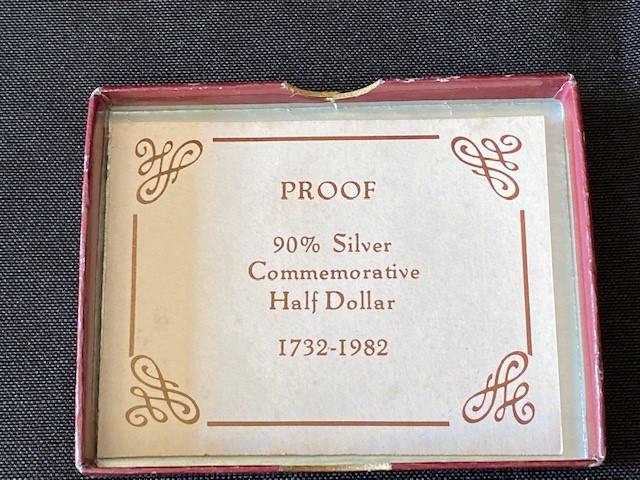 PROOF
90% Silver
Commemorative
Half Dollar
1732-1982